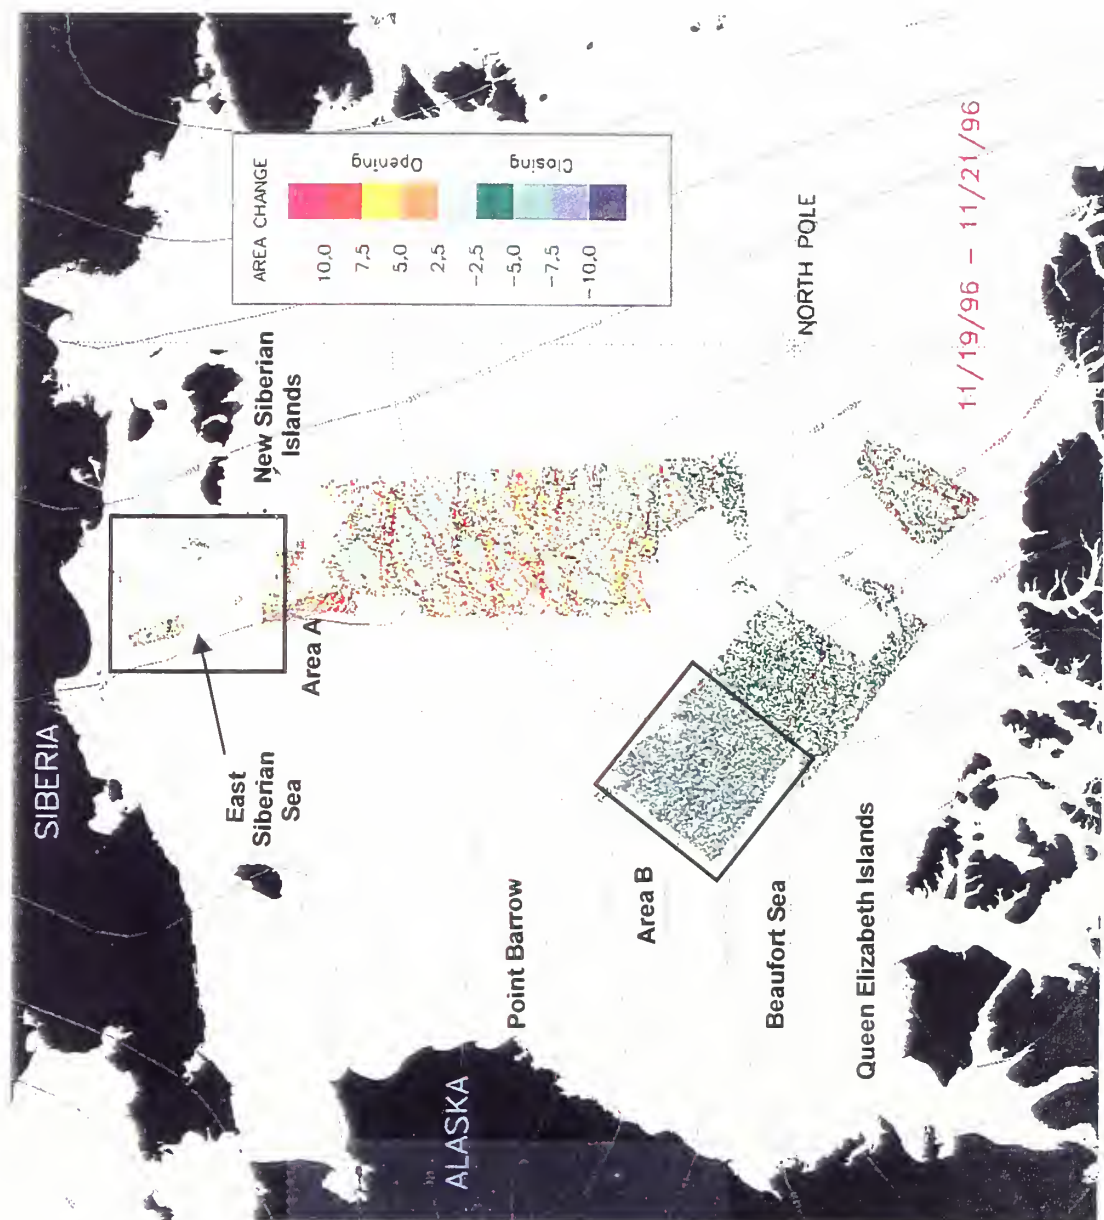 SIBERIA
East
Siberian
Sea
Area A
New Siberian
Islands
AREA CHANGE
10,0
7,5
5,0
2,5
Opening
-2,5
-5,0
-7,5
-10,0
Closing
NORTH POLE
11/19/96 - 11/21/96
ALASKA
Point Barrow
Area B
Beaufort Sea
Queen Elizabeth Islands